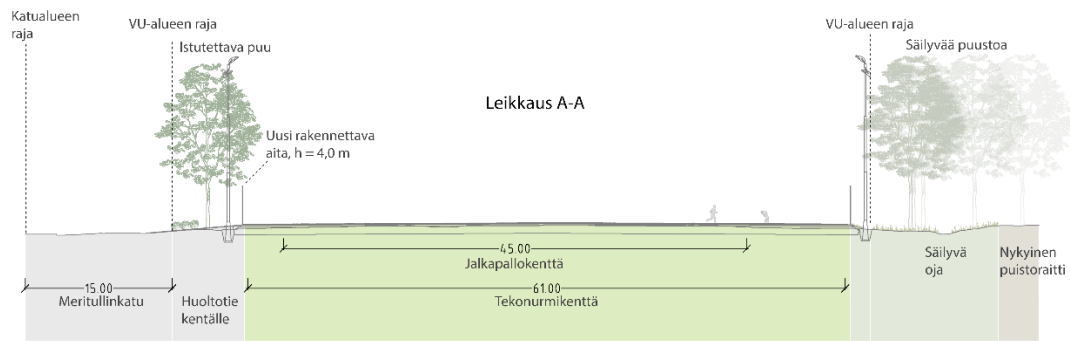 Katualueen
raja
VU-alueen raja
Istutettava puu
Uusi rakennettava
aita, h = 4,0 m
Leikkaus A-A
VU-alueen raja
Säilyvää puustoa
45.00
Jalkapallokenttä
15.00
Meritullinkatu
Huoltotie
kentälle
61.00
Tekonurmikenttä
Säilyvä
oja
Nykyinen
puistoraitti